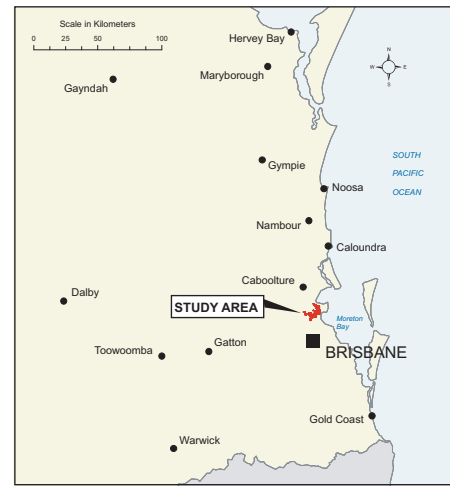 Scale in Kilometers
0 25 50 100
Hervey Bay
Maryborough
Gayndah
N
W E
S
SOUTH
PACIFIC
OCEAN
Gympie
Noosa
Nambour
Caloundra
Caboolture
Dalby
STUDY AREA
Moreton
Bay
BRISBANE
Gatton
Toowoomba
Gold Coast
Warwick